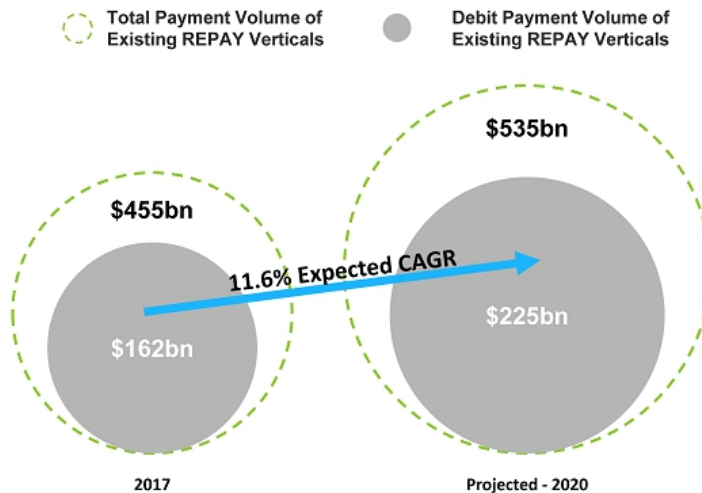 Total Payment Volume of
Existing REPAY Verticals
Debit Payment Volume of
Existing REPAY Verticals
$535bn
$455bn
11.6% Expected CAGR
$225bn
$162bn
2017
Projected - 2020